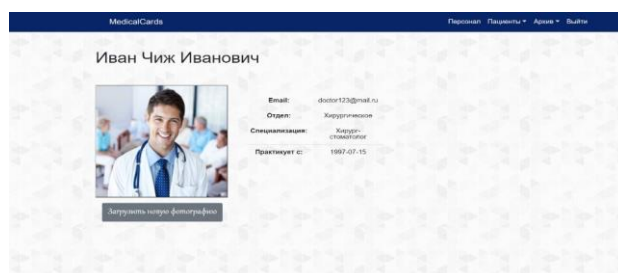 MedicalCards
Персонал Пациенты Архив Выйти
Иван Чиж Иванович
Email: doctor123@mail.ru
Отдел: Хирургическое
Специализация: Хирург-
стоматолог
Практикует с: 1997-07-15
Загрузить новую фотографию